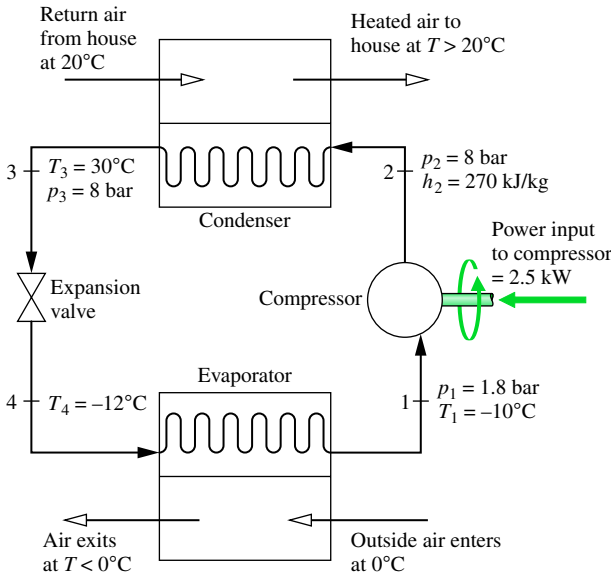 Return air
from house
at 20°C
Heated air to
house at T > 20°C
3
T3 = 30°C
p3 = 8 bar
Condenser
2
p2 = 8 bar
h2 = 270 kJ/kg
Power input
to compressor
= 2.5 kW
Expansion
valve
Compressor
Evaporator
4
T4 = –12°C
1
p1 = 1.8 bar
T1 = –10°C
Air exits
at T < 0°C
Outside air enters
at 0°C